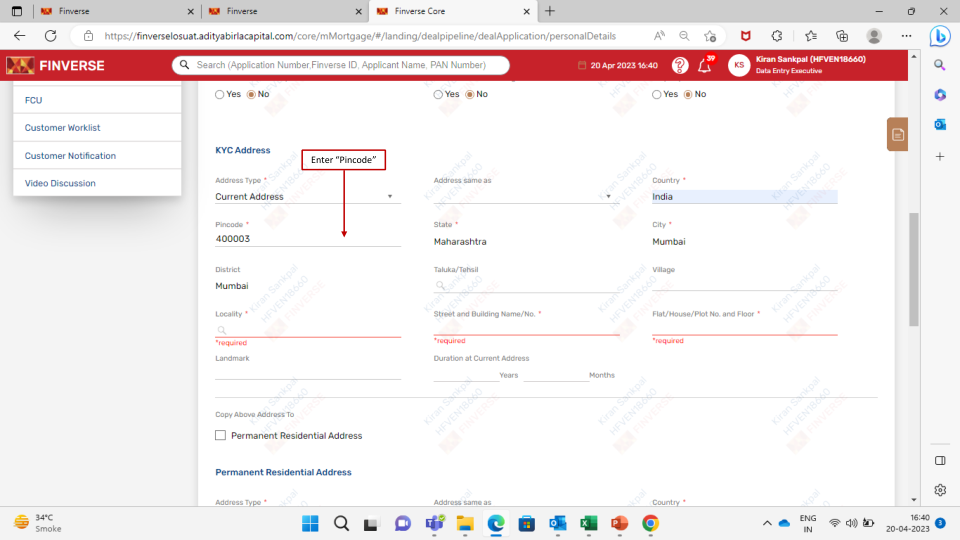 Finverse
Finverse
Finverse Core
https://finverselosuat.adityabirlacapital.com/core/mMortgage/#/landing/dealpipeline/dealApplication/personalDetails
FINVERSE
Search (Application Number,Finverse ID, Applicant Name, PAN Number)
20 Apr 2023 16:40
39
KS
Kiran Sankpal (HFVEN18660)
Data Entry Executive
FCU
Customer Worklist
Customer Notification
Video Discussion
Yes No
Yes No
Yes No
KYC Address
Enter “Pincode”
Address Type *
Address same as
Country *
Current Address
India
Pincode *
State *
City *
400003
Maharashtra
Mumbai
District
Taluka/Tehsil
Village
Mumbai
Locality *
Street and Building Name/No. *
Flat/House/Plot No. and Floor *
*required
*required
*required
Landmark
Duration at Current Address
Years
Months
Copy Above Address To
Permanent Residential Address
Permanent Residential Address
Address Type *
Address same as
Country *
Kiran Sankpal
HFVEN18660
FINVERSE
34°C
Smoke
ENG
IN
16:40
20-04-2023
3